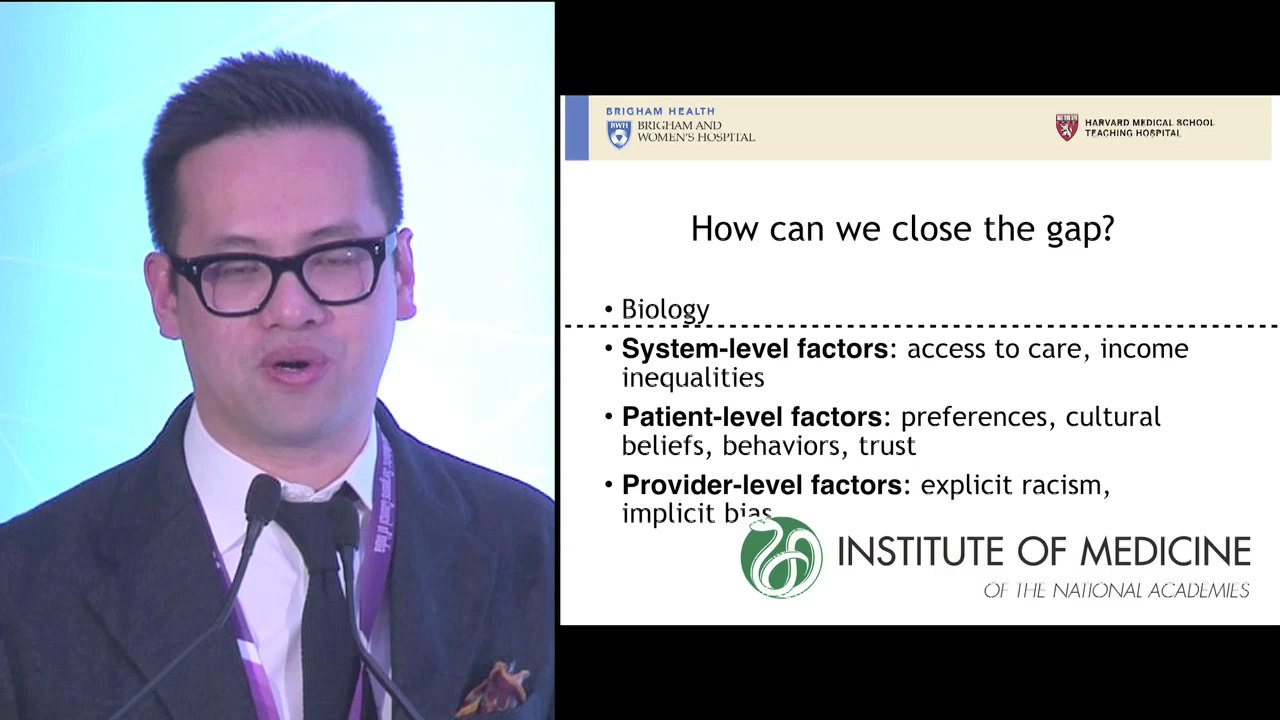 BRIGHAM HEALTH
BWH
BRIGHAM AND
WOMEN'S HOSPITAL
HARVARD MEDICAL SCHOOL
TEACHING HOSPITAL
How can we close the gap?
• Biology
• System-level factors: access to care, income
inequalities
• Patient-level factors: preferences, cultural
beliefs, behaviors, trust
• Provider-level factors: explicit racism,
implicit bias
INSTITUTE OF MEDICINE
OF THE NATIONAL ACADEMIES